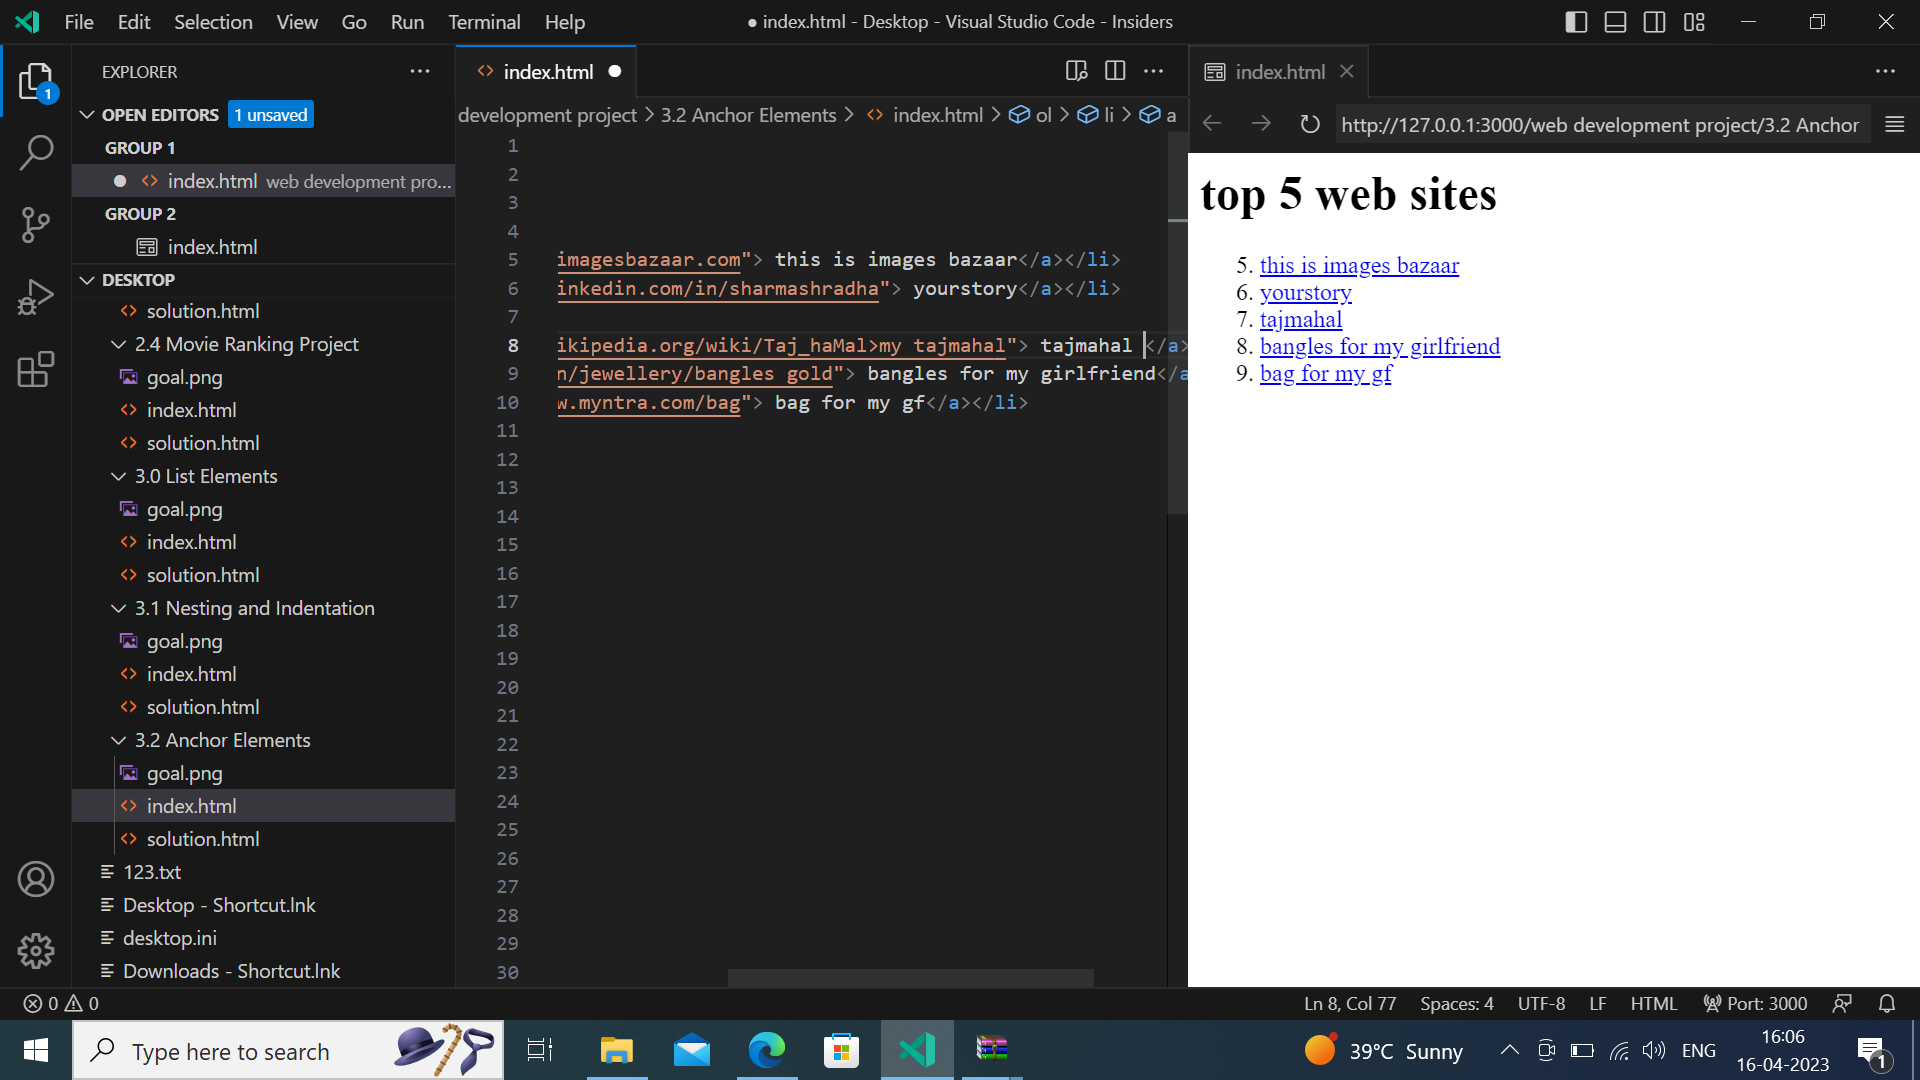 File Edit Selection View Go Run Terminal Help
● index.html - Desktop - Visual Studio Code - Insiders
EXPLORER
OPEN EDITORS 1 unsaved
GROUP 1
index.html web development pro...
GROUP 2
index.html
DESKTOP
solution.html
2.4 Movie Ranking Project
goal.png
index.html
solution.html
3.0 List Elements
goal.png
index.html
solution.html
3.1 Nesting and Indentation
goal.png
index.html
solution.html
3.2 Anchor Elements
goal.png
index.html
solution.html
123.txt
Desktop - Shortcut.lnk
desktop.ini
Downloads - Shortcut.lnk
1
index.html
development project > 3.2 Anchor Elements > index.html > ol > li > a
1
2
3
4
5 imagesbazaar.com"> this is images bazaar</a></li>
6 inkedin.com/in/sharmashradha"> yourstory</a></li>
7
8 ikipedia.org/wiki/Taj_haMal>my tajmahal"> tajmahal </a>
9 n/jewellery/bangles gold"> bangles for my girlfriend</a
10 w.myntra.com/bag"> bag for my gf</a></li>
11
12
13
14
15
16
17
18
19
20
21
22
23
24
25
26
27
28
29
30
index.html
http://127.0.0.1:3000/web development project/3.2 Anchor
top 5 web sites
5. this is images bazaar
6. yourstory
7. tajmahal
8. bangles for my girlfriend
9. bag for my gf
0 0
Ln 8, Col 77 Spaces: 4 UTF-8 LF HTML Port: 3000
Type here to search
39°C Sunny
ENG
16:06
16-04-2023
1